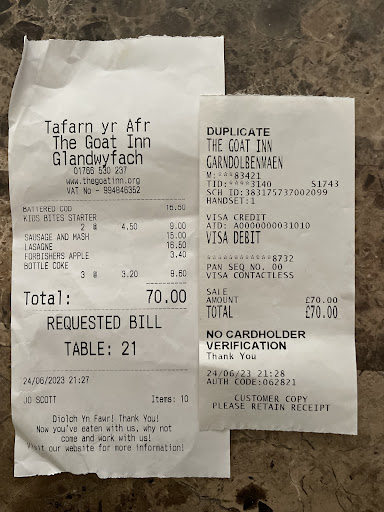 Tafarn yr Afr
The Goat Inn
Glandwyfach
01766 530 237
www.thegoatinn.org
VAT No - 984846352
BATTERED COD 16.50
KIDS BITES STARTER
2 @ 4.50 9.00
SAUSAGE AND MASH 15.00
LASAGNE 16.50
FORBISHERS APPLE 3.40
BOTTLE COKE
3 @ 3.20 9.60
Total: 70.00
REQUESTED BILL
TABLE: 21
24/06/2023 21:27
JO SCOTT Items: 10
Diolch Yn Fawr! Thank You!
Now you've eaten with us, why not
come and work with us!
Visit our website for more information!
DUPLICATE
THE GOAT INN
GARNDOLBENMAEN
M:***83421
TID:****3140 S1743
SCH ID:383175737002099
HANDSET:1
VISA CREDIT
AID: A0000000031010
VISA DEBIT
************8732
PAN SEQ NO. 00
VISA CONTACTLESS
SALE
AMOUNT £70.00
TOTAL £70.00
NO CARDHOLDER
VERIFICATION
Thank You
24/06/23 21:28
AUTH CODE:062821
CUSTOMER COPY
PLEASE RETAIN RECEIPT